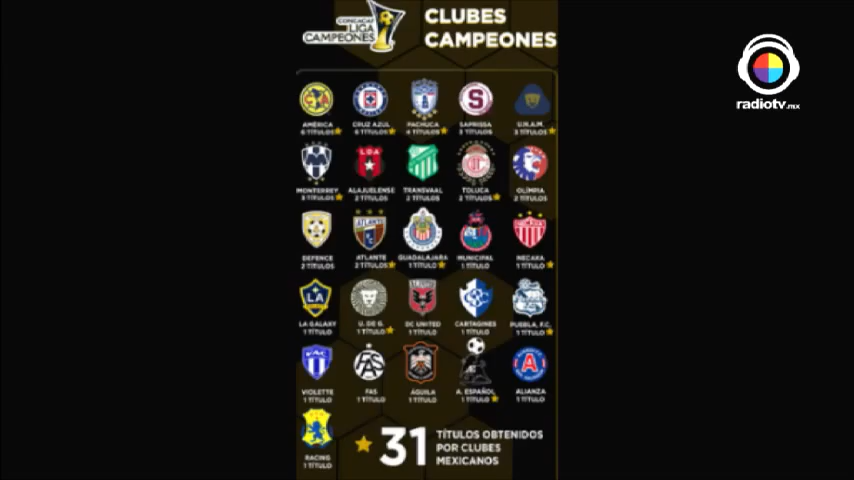 CONCACAF
LIGA
CAMPEONES
CLUBES
CAMPEONES
radiotv.mx
AMÉRICA
6 TÍTULOS
CRUZ AZUL
6 TÍTULOS
PACHUCA
4 TÍTULOS
SAPRISSA
3 TÍTULOS
U.N.A.M.
3 TÍTULOS
MONTERREY
3 TÍTULOS
ALAJUELENSE
2 TÍTULOS
TRANSVAAL
2 TÍTULOS
TOLUCA
2 TÍTULOS
OLIMPIA
2 TÍTULOS
DEFENCE
2 TÍTULOS
ATLANTE
2 TÍTULOS
GUADALAJARA
1 TÍTULO
MUNICIPAL
1 TÍTULO
NECAXA
1 TÍTULO
LA GALAXY
1 TÍTULO
U. DE G.
1 TÍTULO
DC UNITED
1 TÍTULO
CARTAGINES
1 TÍTULO
PUEBLA, F.C.
1 TÍTULO
VIOLETTE
1 TÍTULO
FAS
1 TÍTULO
ÁGUILA
1 TÍTULO
A. ESPAÑOL
1 TÍTULO
ALIANZA
1 TÍTULO
RACING
1 TÍTULO
31
TÍTULOS OBTENIDOS
POR CLUBES
MEXICANOS